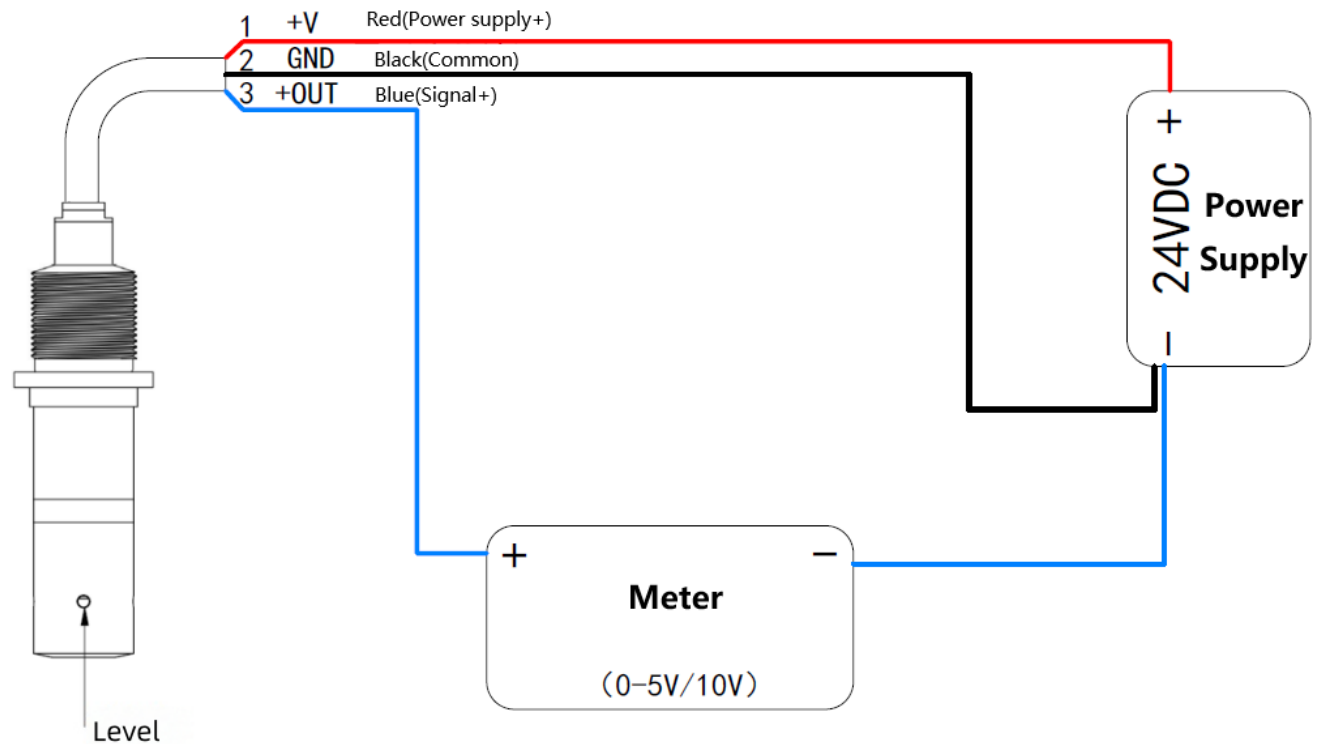 1 +V Red(Power supply+)
2 GND Black(Common)
3 +OUT Blue(Signal+)
+
24VDC
−
Power
Supply
+ −
Meter
(0-5V/10V)
Level